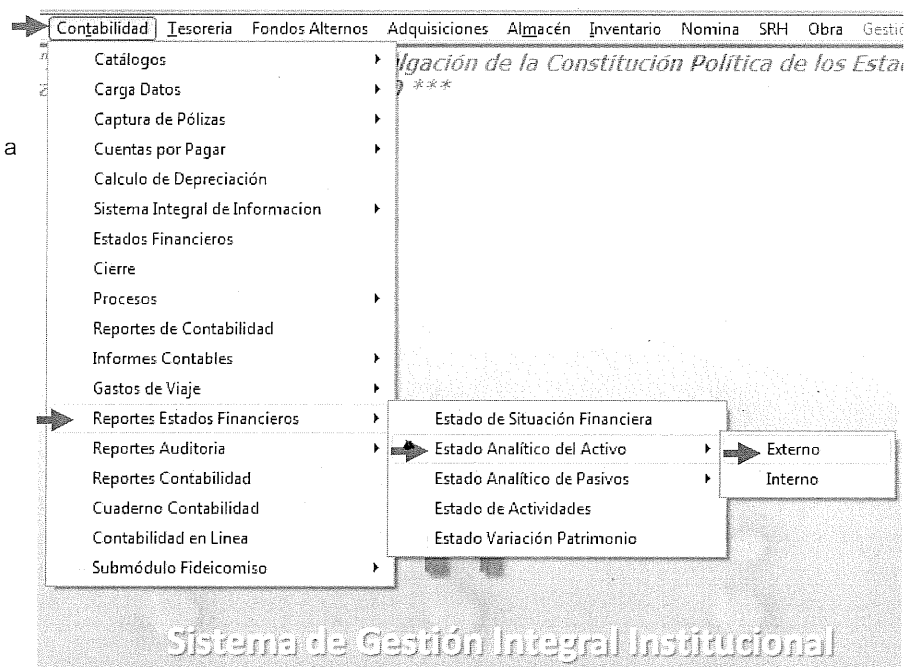 Contabilidad Tesoreria Fondos Alternos Adquisiciones Almacén Inventario Nomina SRH Obra
lgación de la Constitución Política de los
***
a
Catálogos
Carga Datos
Captura de Pólizas
Cuentas por Pagar
Calculo de Depreciación
Sistema Integral de Informacion
Estados Financieros
Cierre
Procesos
Reportes de Contabilidad
Informes Contables
Gastos de Viaje
Reportes Estados Financieros
Reportes Auditoria
Reportes Contabilidad
Cuaderno Contabilidad
Contabilidad en Linea
Submódulo Fideicomiso
Estado de Situación Financiera
Estado Analítico del Activo
Estado Analítico de Pasivos
Estado de Actividades
Estado Variación Patrimonio
Externo
Interno
Sistema de Gestión Integral Institucional